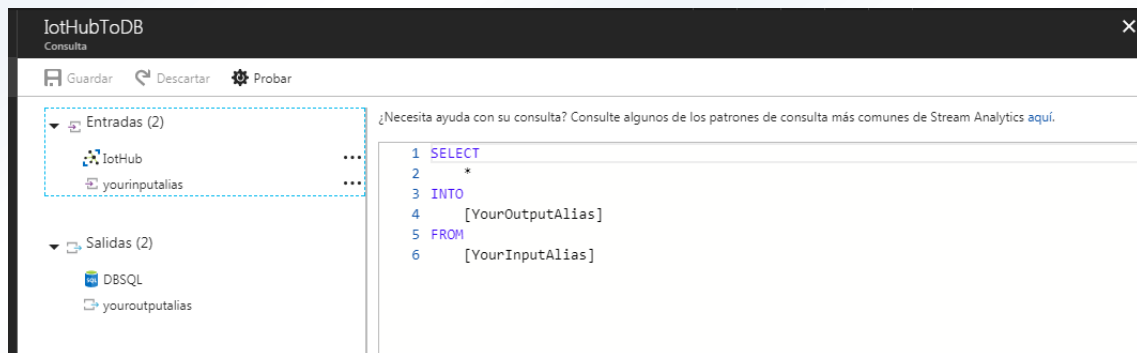 IotHubToDB
Consulta
Guardar Descartar Probar
Entradas (2)
IotHub
yourinputalias
Salidas (2)
SQL DBSQL
youroutputalias
¿Necesita ayuda con su consulta? Consulte algunos de los patrones de consulta más comunes de Stream Analytics aquí.
1 SELECT
2 *
3 INTO
4 [YourOutputAlias]
5 FROM
6 [YourInputAlias]